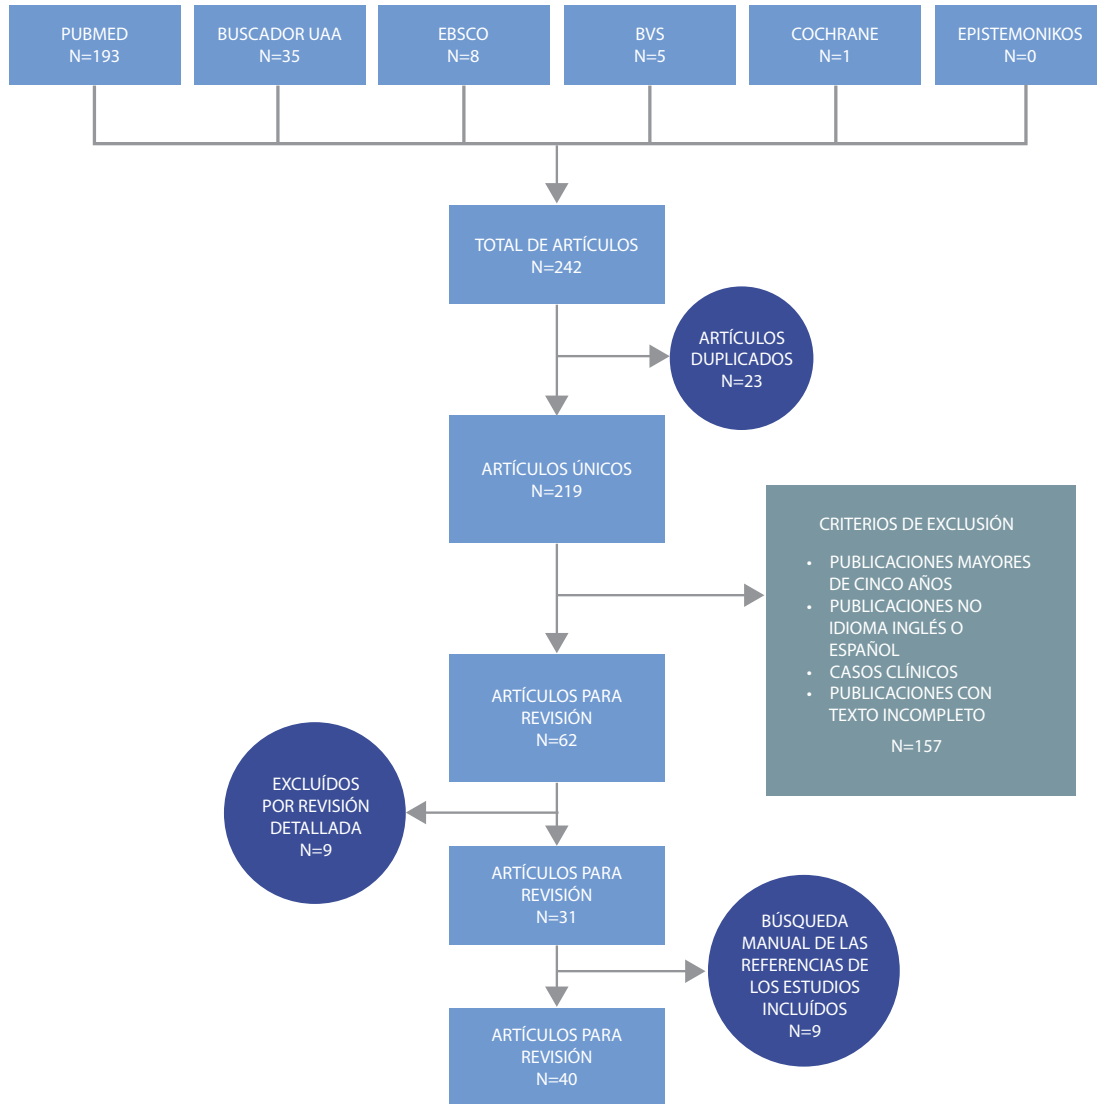 PUBMED
N=193
BUSCADOR UAA
N=35
EBSCO
N=8
BVS
N=5
COCHRANE
N=1
EPISTEMONIKOS
N=0
TOTAL DE ARTÍCULOS
N=242
ARTÍCULOS
DUPLICADOS
N=23
ARTÍCULOS ÚNICOS
N=219
CRITERIOS DE EXCLUSIÓN
• PUBLICACIONES MAYORES
DE CINCO AÑOS
• PUBLICACIONES NO
IDIOMA INGLÉS O
ESPAÑOL
• CASOS CLÍNICOS
• PUBLICACIONES CON
TEXTO INCOMPLETO
N=157
ARTÍCULOS PARA
REVISIÓN
N=62
EXCLUÍDOS
POR REVISIÓN
DETALLADA
N=9
ARTÍCULOS PARA
REVISIÓN
N=31
BÚSQUEDA
MANUAL DE LAS
REFERENCIAS DE
LOS ESTUDIOS
INCLUÍDOS
N=9
ARTÍCULOS PARA
REVISIÓN
N=40